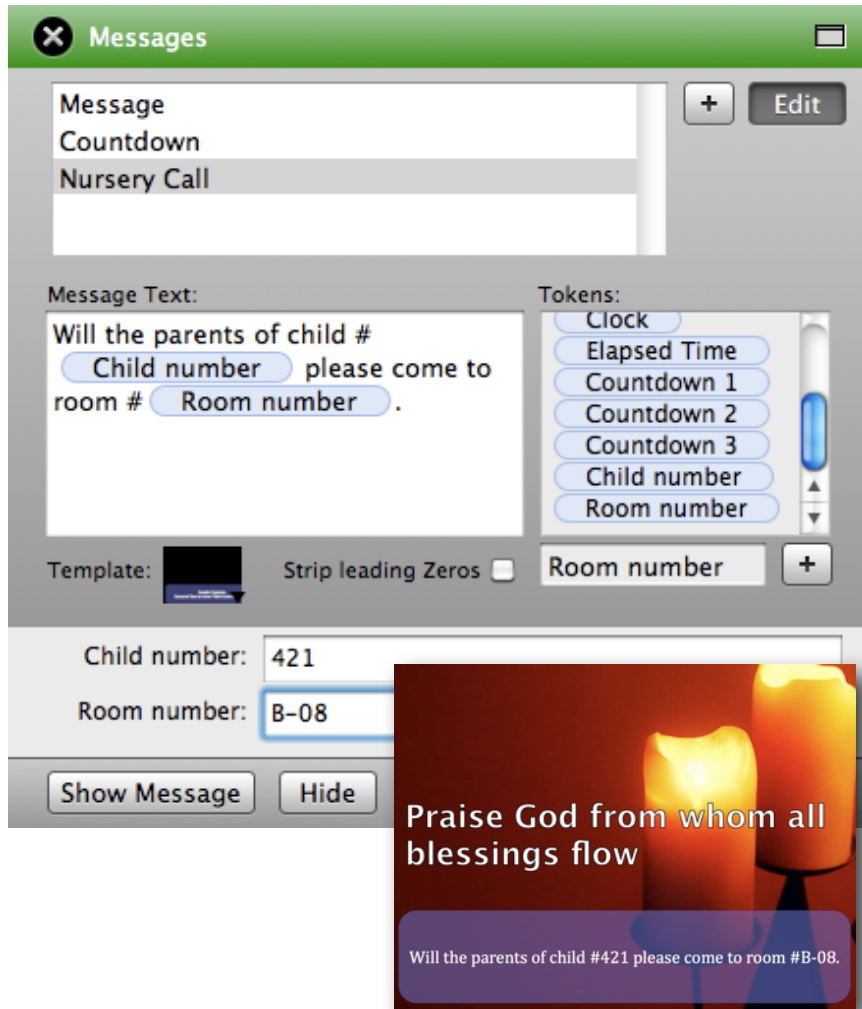 Messages
Message
+
Edit
Countdown
Nursery Call
Message Text:
Tokens:
Will the parents of child #
Child number please come to
room # Room number .
Clock
Elapsed Time
Countdown 1
Countdown 2
Countdown 3
Child number
Room number
Template:
Strip leading Zeros
Room number
+
Child number:
421
Room number:
B-08
Show Message
Hide
Praise God from whom all
blessings flow
Will the parents of child #421 please come to room #B-08.